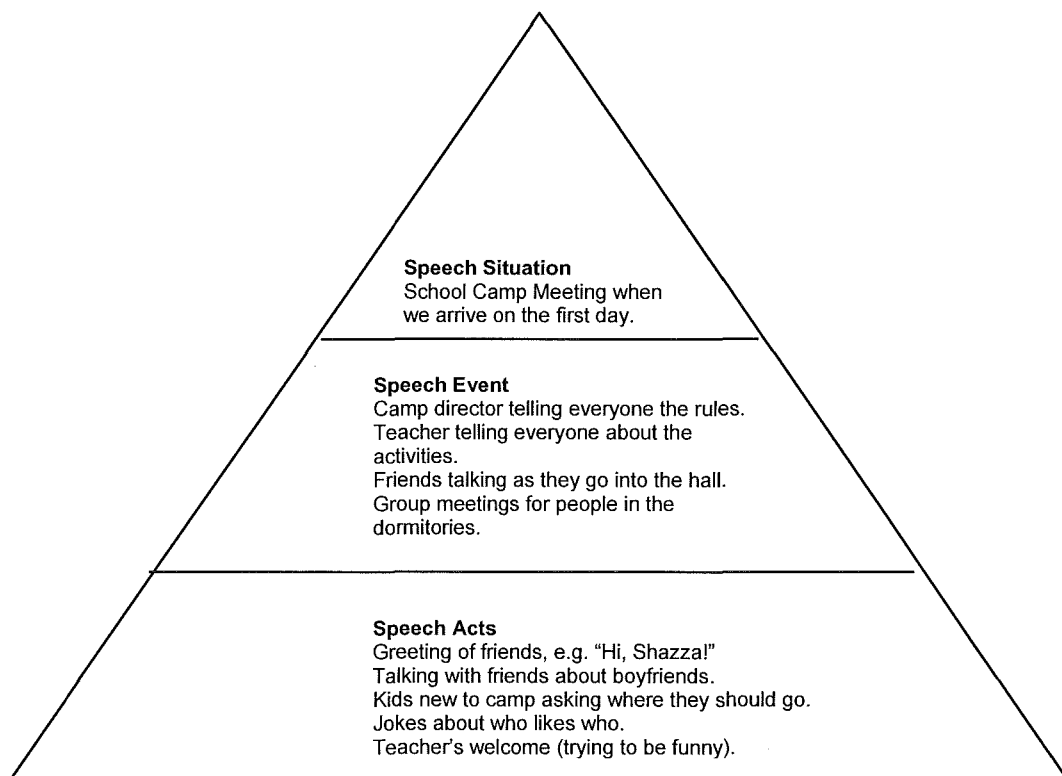 Speech Situation
School Camp Meeting when
we arrive on the first day.
Speech Event
Camp director telling everyone the rules.
Teacher telling everyone about the
activities.
Friends talking as they go into the hall.
Group meetings for people in the
dormitories.
Speech Acts
Greeting of friends, e.g. “Hi, Shazza!”
Talking with friends about boyfriends.
Kids new to camp asking where they should go.
Jokes about who likes who.
Teacher’s welcome (trying to be funny).